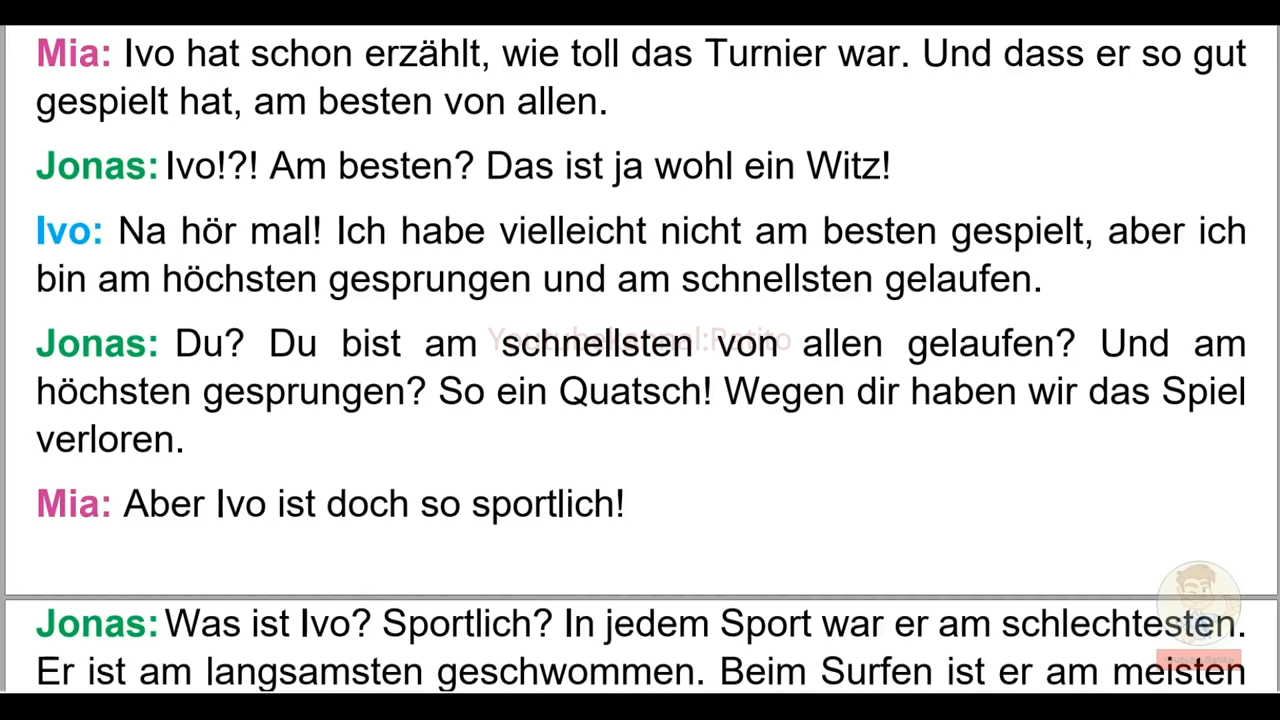 Mia: Ivo hat schon erzählt, wie toll das Turnier war. Und dass er so gut
gespielt hat, am besten von allen.
Jonas: Ivo!?! Am besten? Das ist ja wohl ein Witz!
Ivo: Na hör mal! Ich habe vielleicht nicht am besten gespielt, aber ich
bin am höchsten gesprungen und am schnellsten gelaufen.
Jonas: Du? Du bist am schnellsten von allen gelaufen? Und am
höchsten gesprungen? So ein Quatsch! Wegen dir haben wir das Spiel
verloren.
Mia: Aber Ivo ist doch so sportlich!
Jonas: Was ist Ivo? Sportlich? In jedem Sport war er am schlechtesten.
Er ist am langsamsten geschwommen. Beim Surfen ist er am meisten